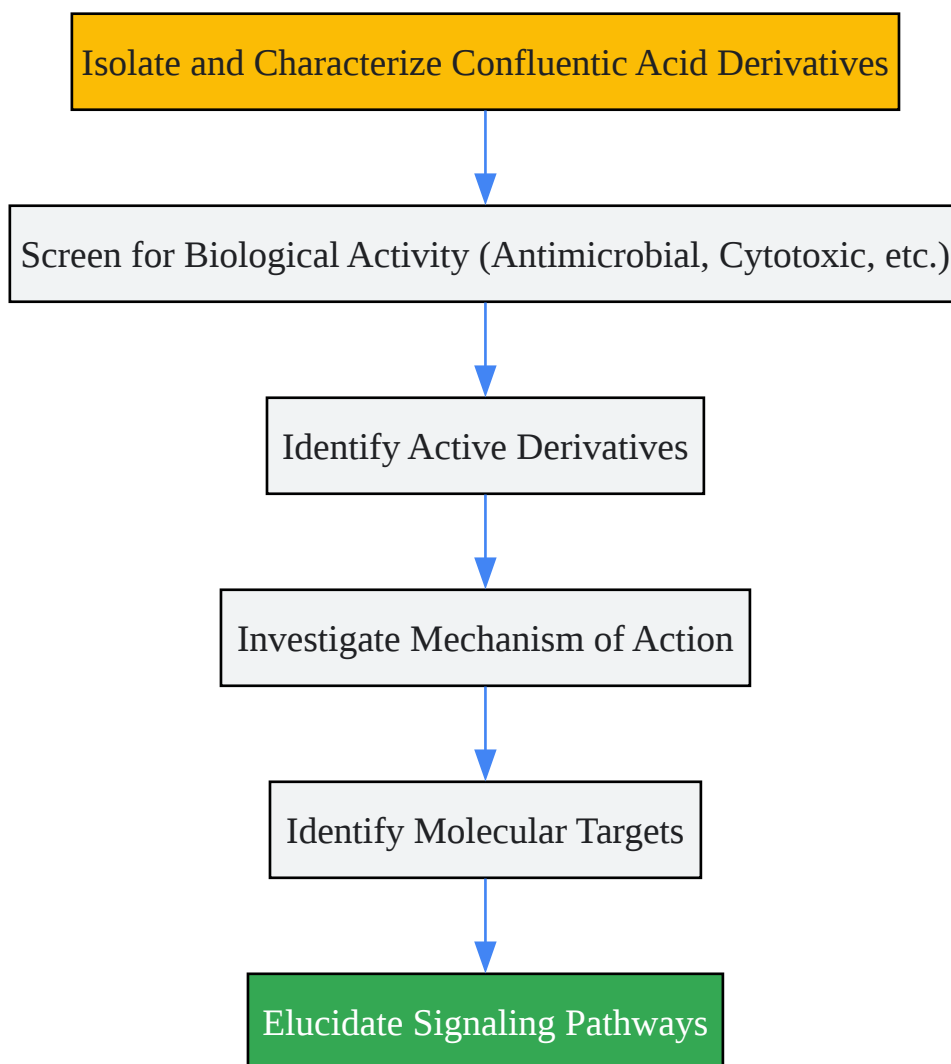 Isolate and Characterize Confluentic Acid Derivatives
Screen for Biological Activity (Antimicrobial, Cytotoxic, etc.)
Identify Active Derivatives
Investigate Mechanism of Action
Identify Molecular Targets
Elucidate Signaling Pathways